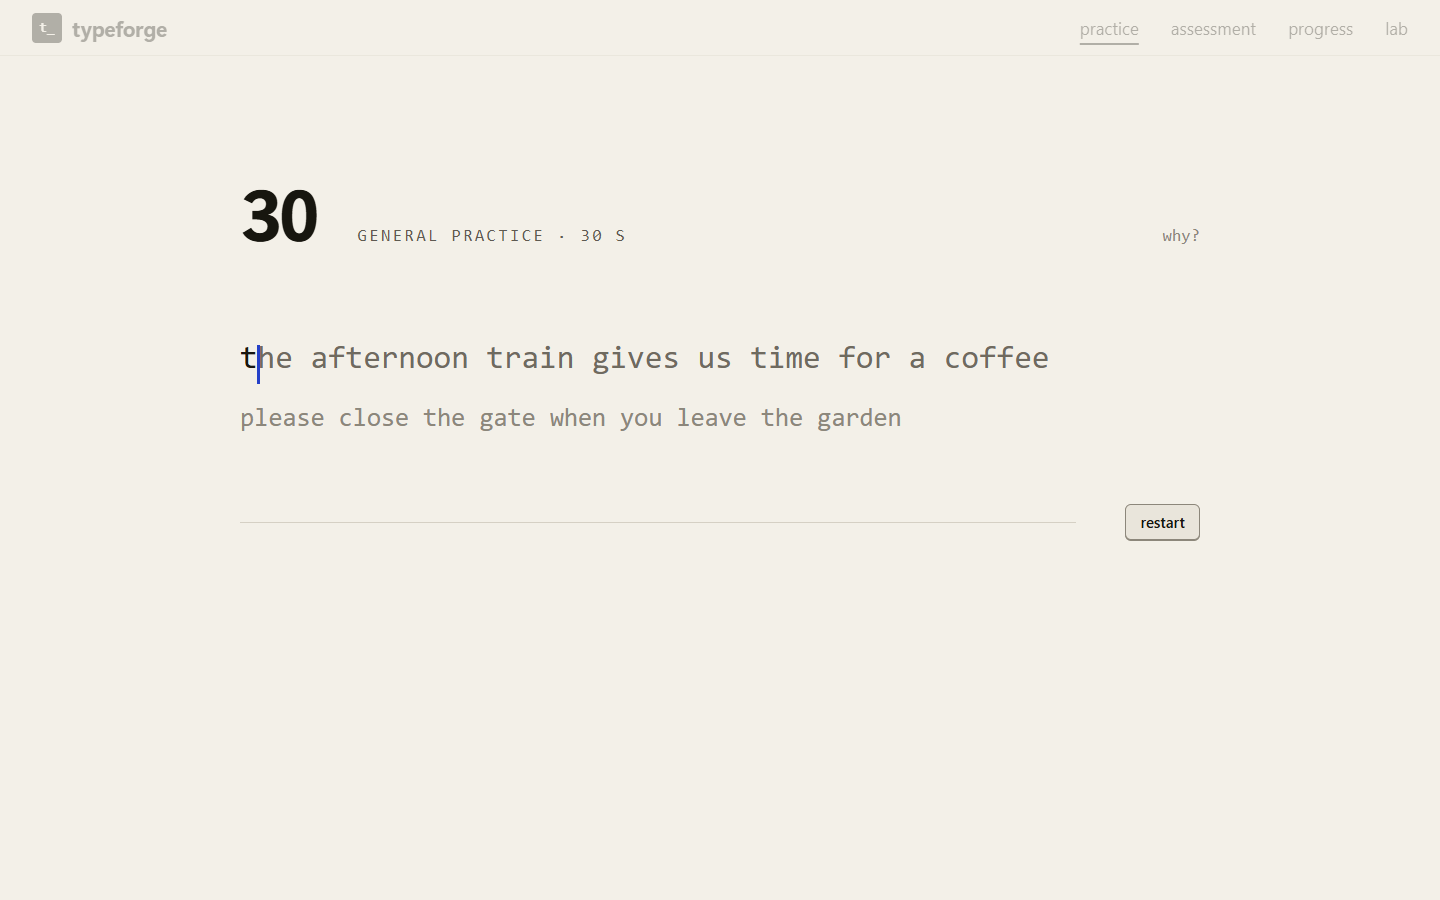 t_ typeforge practice assessment progress lab
30 GENERAL PRACTICE · 30 S why?
the afternoon train gives us time for a coffee
please close the gate when you leave the garden
restart